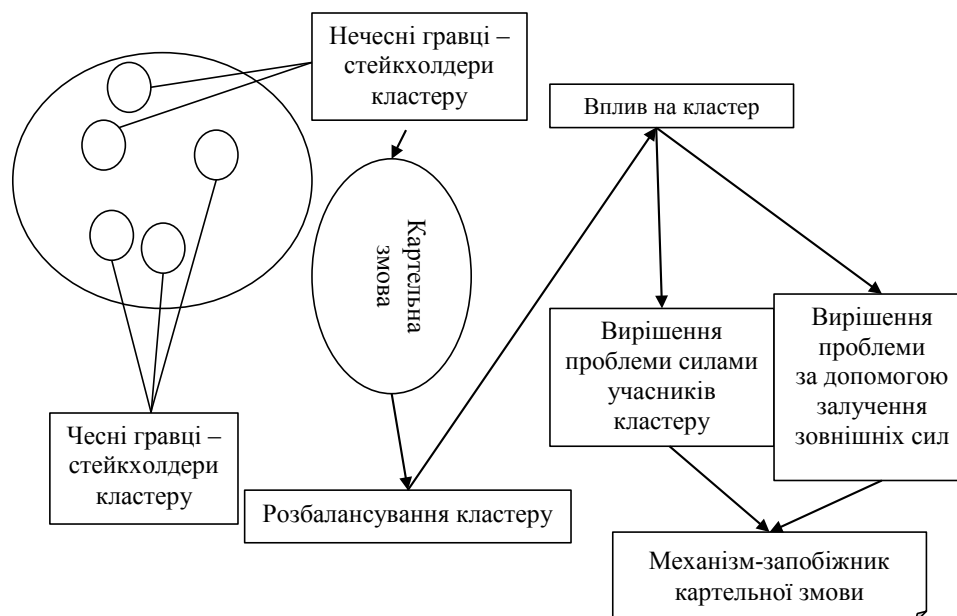 Нечесні гравці –
стейкхолдери
кластеру
Вплив на кластер
Картельна
змова
Вирішення
проблеми силами
учасників
кластеру
Вирішення
проблеми
за допомогою
залучення
зовнішніх сил
Чесні гравці –
стейкхолдери
кластеру
Розбалансування кластеру
Механізм-запобіжник
картельної змови